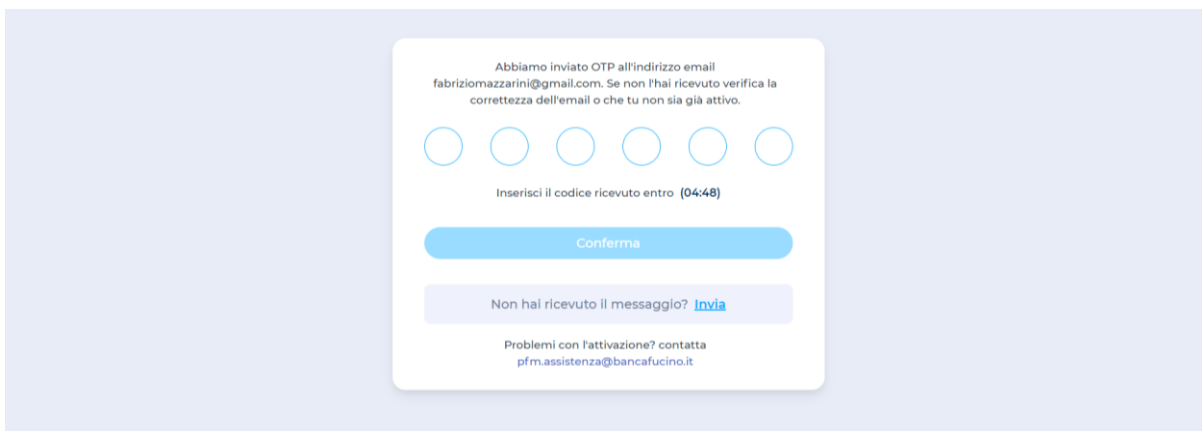 Abbiamo inviato OTP all'indirizzo email
fabriziomazzarini@gmail.com. Se non l'hai ricevuto verifica la
correttezza dell'email o che tu non sia già attivo.
Inserisci il codice ricevuto entro (04:48)
Conferma
Non hai ricevuto il messaggio? Invia
Problemi con l'attivazione? contatta
pfm.assistenza@bancafucino.it